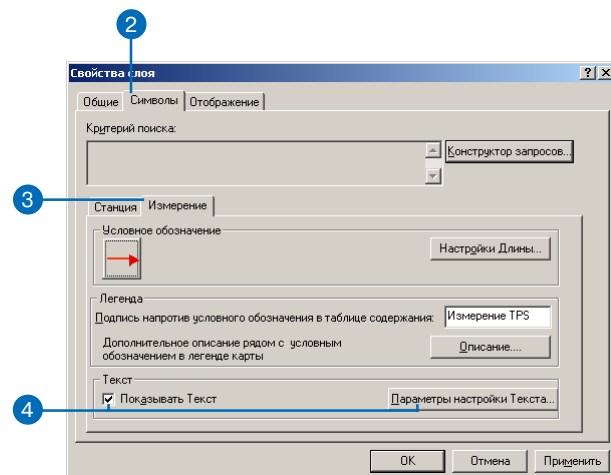 2
Свойства слоя
Общие Символы Отображение
Критерий поиска:
Конструктор запросов...
3
Станция Измерение
Условное обозначение
Настройки Длины...
Легенда
Подпись напротив условного обозначения в таблице содержания: Измерение TPS
Дополнительное описание рядом с условным
обозначением в легенде карты
Описание....
Текст
4
Показывать Текст Параметры настройки Текста...
OK Отмена Применить